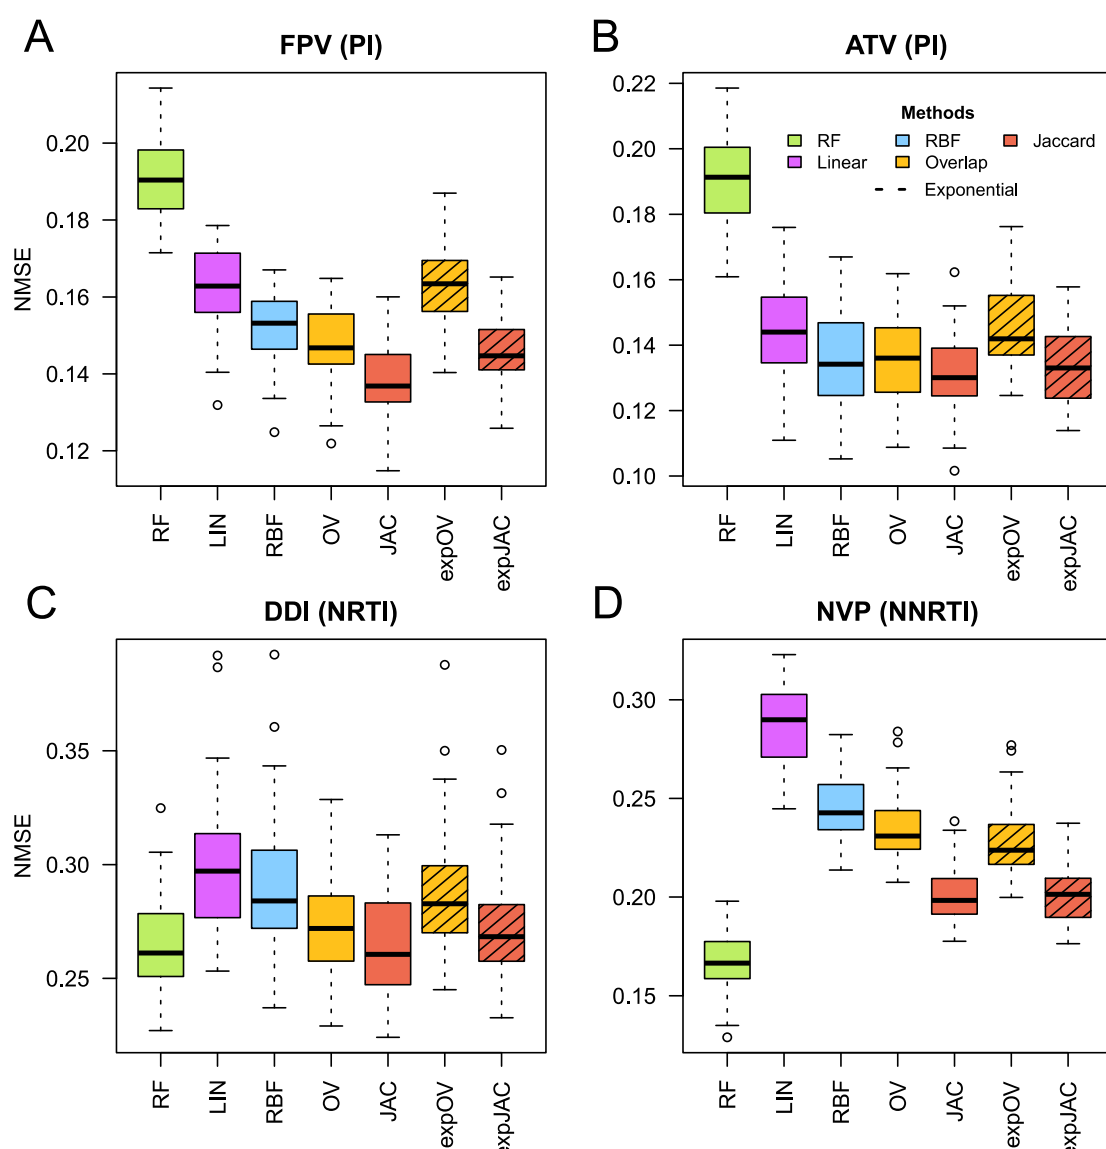 A
FPV (PI)
NMSE
0.20
0.18
0.16
0.14
0.12
RF
LIN
RBF
OV
JAC
expOV
expJAC
B
ATV (PI)
0.22
0.20
0.18
0.16
0.14
0.12
0.10
Methods
RF
RBF
Jaccard
Linear
Overlap
Exponential
RF
LIN
RBF
OV
JAC
expOV
expJAC
C
DDI (NRTI)
NMSE
0.35
0.30
0.25
RF
LIN
RBF
OV
JAC
expOV
expJAC
D
NVP (NNRTI)
0.30
0.25
0.20
0.15
RF
LIN
RBF
OV
JAC
expOV
expJAC